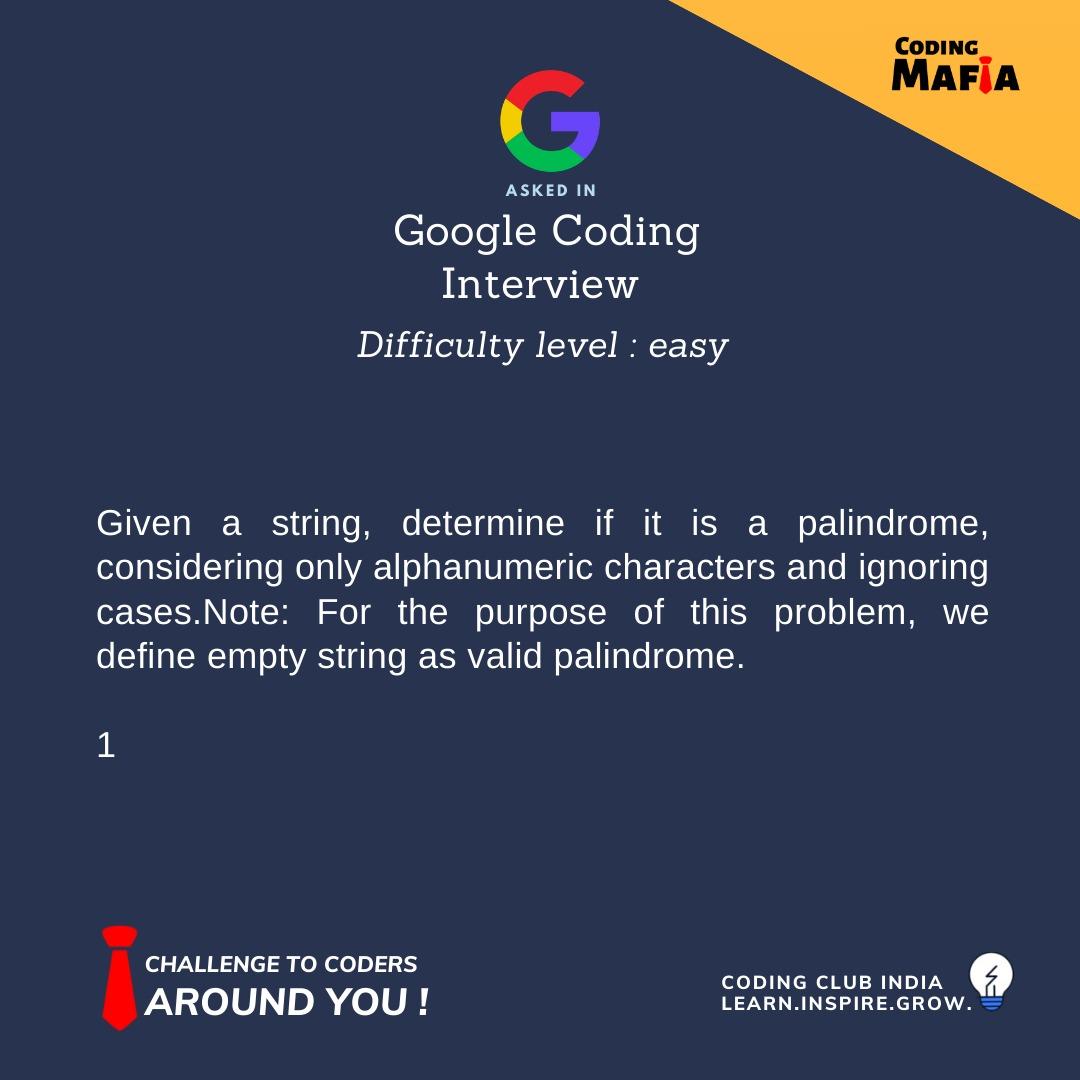 CODING
MAFIA
ASKED IN
Google Coding
Interview
Difficulty level : easy
Given a string, determine if it is a palindrome,
considering only alphanumeric characters and ignoring
cases.Note: For the purpose of this problem, we
define empty string as valid palindrome.
1
CHALLENGE TO CODERS
AROUND YOU !
CODING CLUB INDIA
LEARN.INSPIRE.GROW.